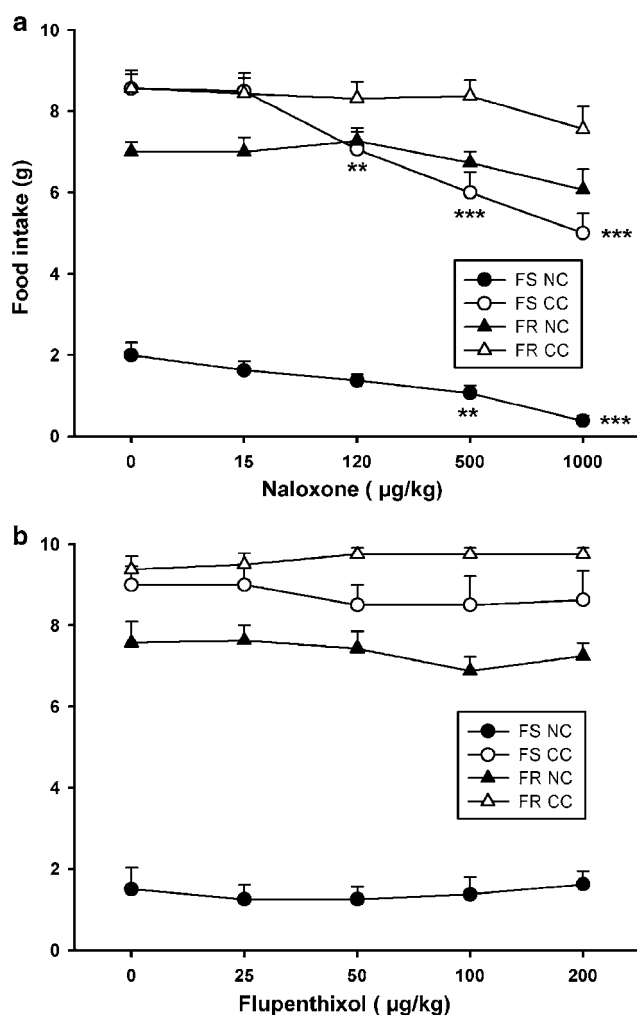 a
10
8
6
4
2
0
Food intake (g)
**
***
***
**
***
FS NC
FS CC
FR NC
FR CC
0 15 120 500 1000
Naloxone ( µg/kg)
b
10
8
6
4
2
0
FS NC
FS CC
FR NC
FR CC
0 25 50 100 200
Flupenthixol ( µg/kg)